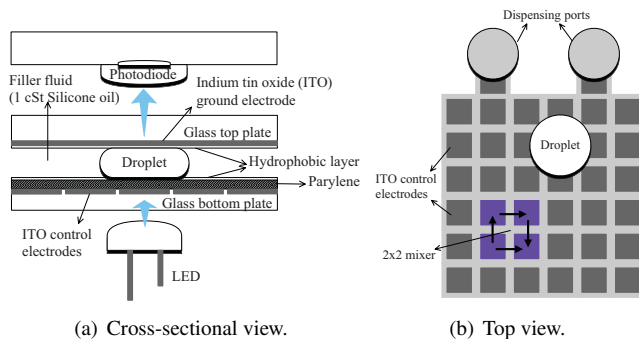 Dispensing ports
Photodiode
Filler fluid
(1 cSt Silicone oil)
Indium tin oxide (ITO)
ground electrode
Glass top plate
Droplet
Hydrophobic layer
Parylene
Glass bottom plate
ITO control
electrodes
LED
Droplet
ITO control
electrodes
2x2 mixer
(a) Cross-sectional view.
(b) Top view.